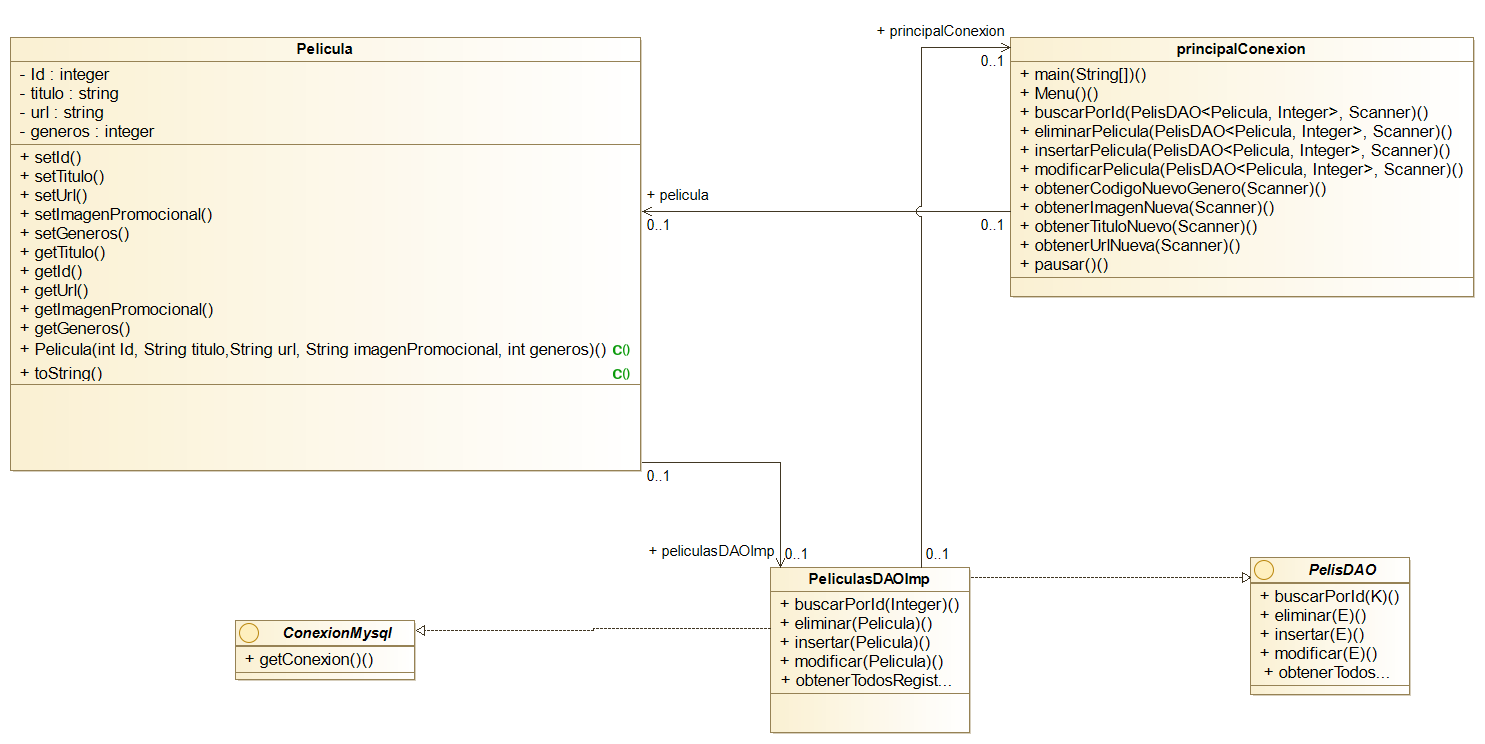 Pelicula
- Id : integer
- titulo : string
- url : string
- generos : integer
+ setId()
+ setTitulo()
+ setUrl()
+ setImagenPromocional()
+ setGeneros()
+ getTitulo()
+ getId()
+ getUrl()
+ getImagenPromocional()
+ getGeneros()
+ Pelicula(int Id, String titulo,String url, String imagenPromocional, int generos)() C()
+ toString() C()
+ principalConexion
0..1
principalConexion
+ main(String[])()
+ Menu()()
+ buscarPorId(PelisDAO<Pelicula, Integer>, Scanner)()
+ eliminarPelicula(PelisDAO<Pelicula, Integer>, Scanner)()
+ insertarPelicula(PelisDAO<Pelicula, Integer>, Scanner)()
+ modificarPelicula(PelisDAO<Pelicula, Integer>, Scanner)()
+ obtenerCodigoNuevoGenero(Scanner)()
+ obtenerImagenNueva(Scanner)()
+ obtenerTituloNuevo(Scanner)()
+ obtenerUrlNueva(Scanner)()
+ pausar()()
+ pelicula
0..1
0..1
0..1
+ peliculasDAOImp
0..1
0..1
PeliculasDAOImp
+ buscarPorId(Integer)()
+ eliminar(Pelicula)()
+ insertar(Pelicula)()
+ modificar(Pelicula)()
+ obtenerTodosRegist...
PelisDAO
+ buscarPorId(K)()
+ eliminar(E)()
+ insertar(E)()
+ modificar(E)()
+ obtenerTodos...
ConexionMysql
+ getConexion()()